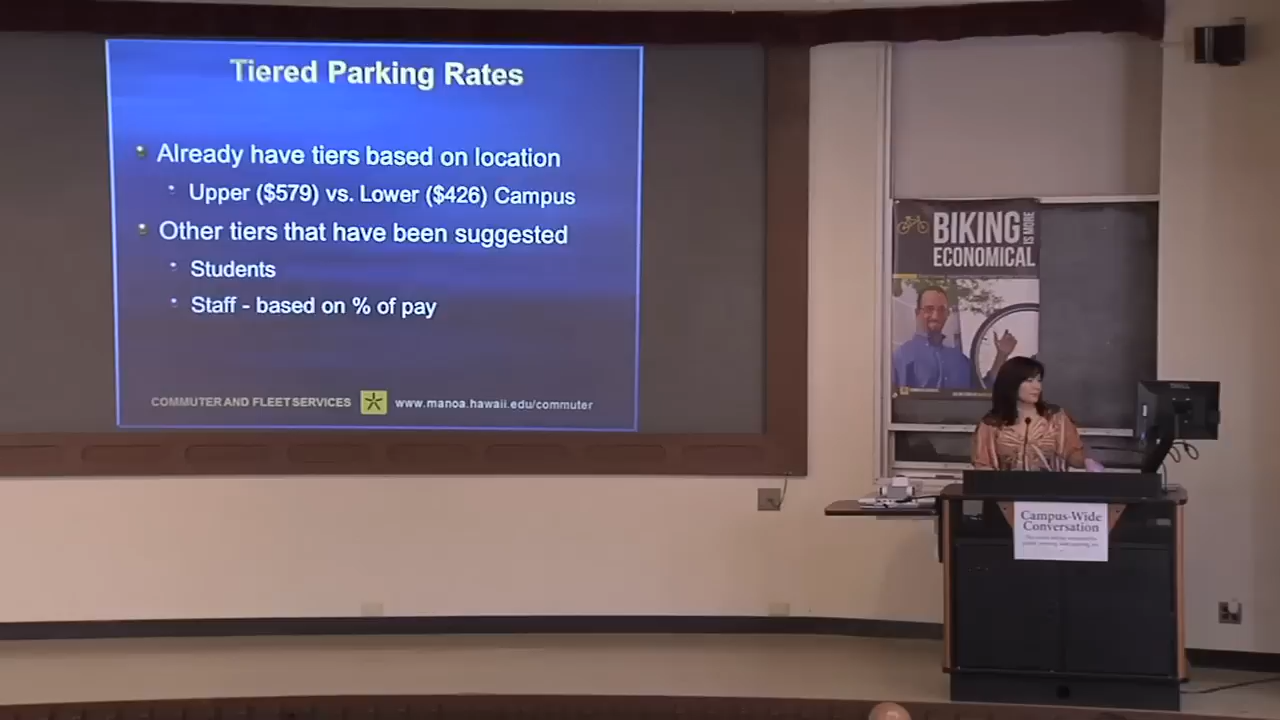 Tiered Parking Rates
Already have tiers based on location
Upper ($579) vs. Lower ($426) Campus
Other tiers that have been suggested
Students
Staff - based on % of pay
COMMUTER AND FLEET SERVICES
www.manoa.hawaii.edu/commuter
BIKING
IS MORE
ECONOMICAL
DELL
Campus-Wide
Conversation